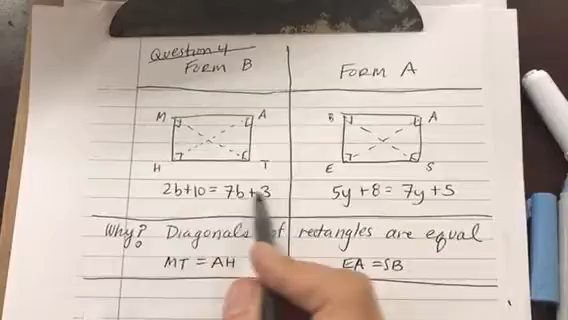 Question 4
FORM B
FORM A
M A
H T
B A
E S
2b+10 = 7b+3
5y+8 = 7y+5
Why? Diagonals of rectangles are equal
MT = AH
EA = SB